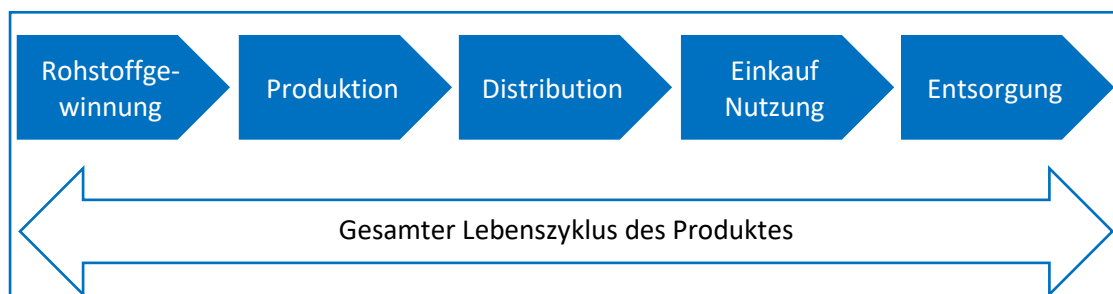 Rohstoffge-
winnung
Produktion
Distribution
Einkauf
Nutzung
Entsorgung
Gesamter Lebenszyklus des Produktes